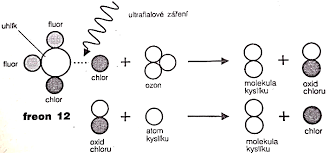 fluor
ultrafialové záření
uhlík
fluor
chlor
ozon
molekula
kyslíku
oxid
chloru
chlor
freon 12
oxid
chloru
atom
kyslíku
molekula
kyslíku
chlor